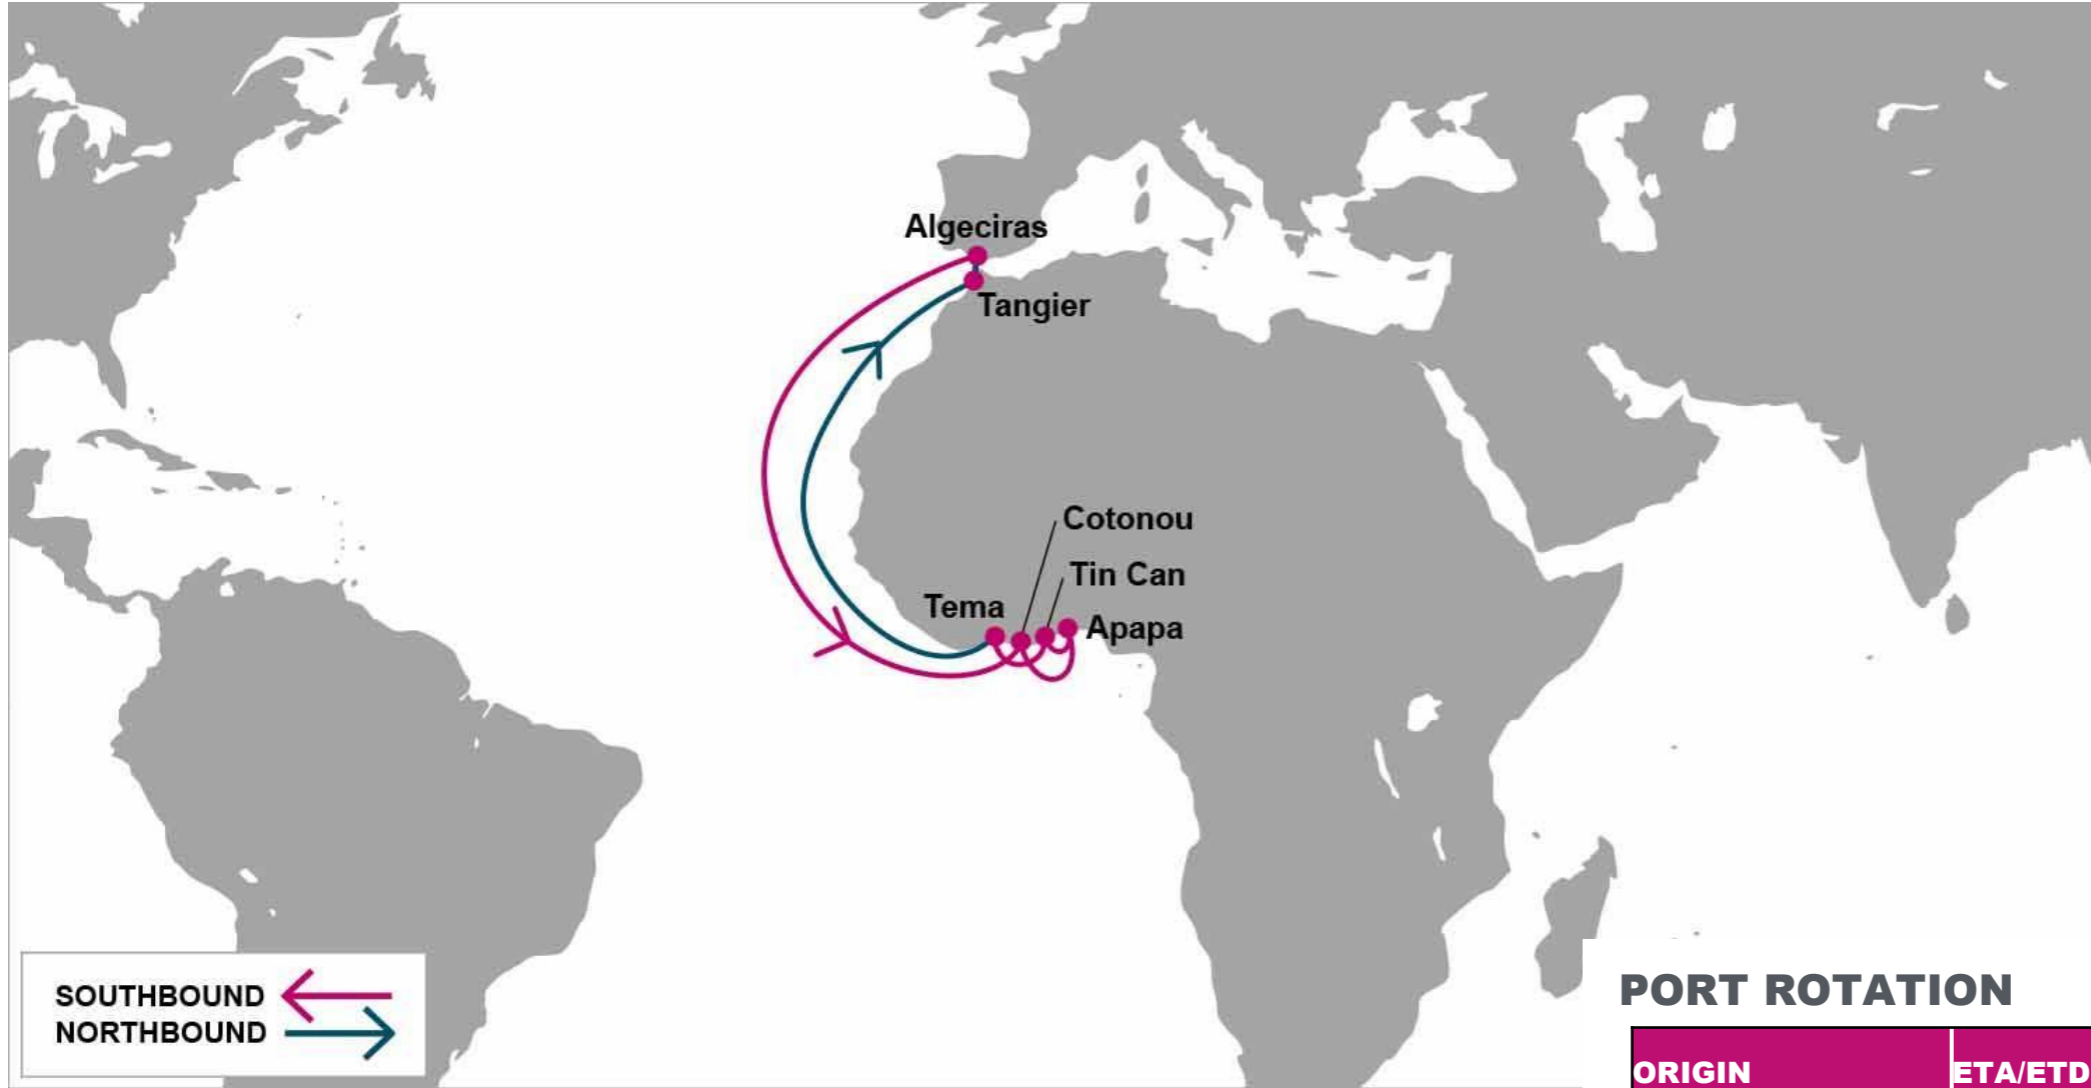 Algeciras
Tangier
Cotonou
Tin Can
Tema
Apapa
SOUTHBOUND
NORTHBOUND
PORT ROTATION
ORIGIN ETA/ETD